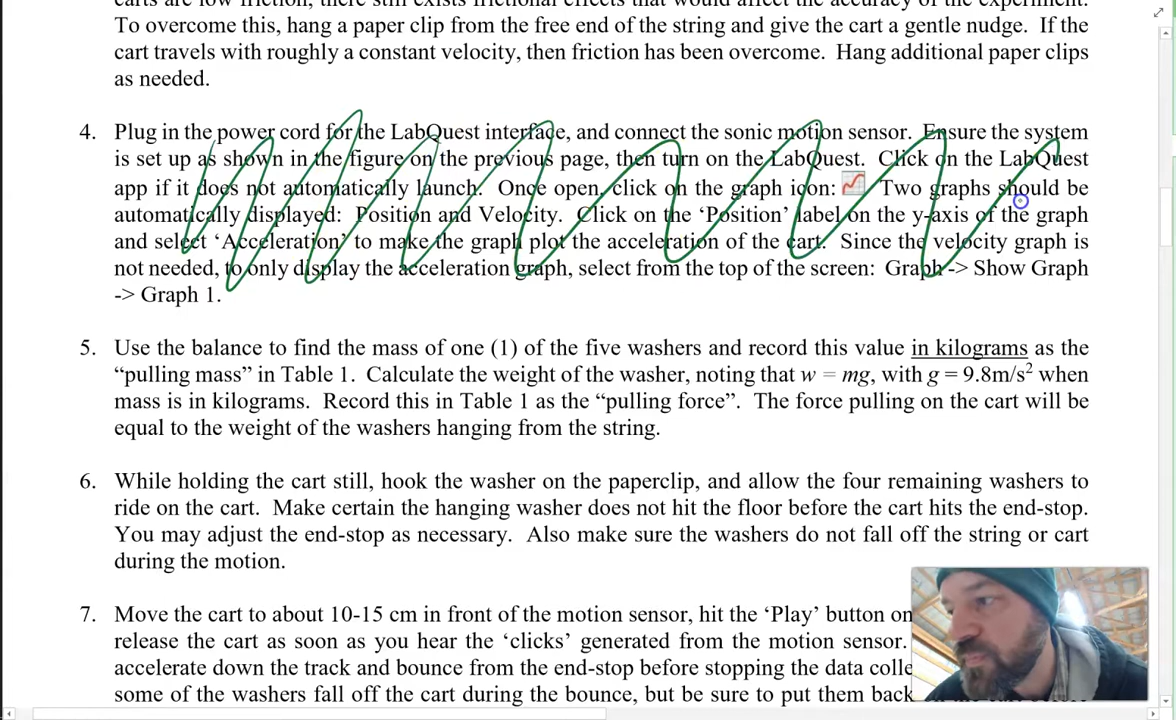 carts are low friction, there still exists frictional effects that would affect the accuracy of the experiment.
To overcome this, hang a paper clip from the free end of the string and give the cart a gentle nudge.  If the
cart travels with roughly a constant velocity, then friction has been overcome.  Hang additional paper clips
as needed.
4.  Plug in the power cord for the LabQuest interface, and connect the sonic motion sensor.  Ensure the system
is set up as shown in the figure on the previous page, then turn on the LabQuest.  Click on the LabQuest
app if it does not automatically launch.  Once open, click on the graph icon:  Two graphs should be
automatically displayed:  Position and Velocity.  Click on the ‘Position’ label on the y-axis of the graph
and select ‘Acceleration’ to make the graph plot the acceleration of the cart.  Since the velocity graph is
not needed, to only display the acceleration graph, select from the top of the screen:  Graph -> Show Graph
-> Graph 1.
5.  Use the balance to find the mass of one (1) of the five washers and record this value in kilograms as the
“pulling mass” in Table 1.  Calculate the weight of the washer, noting that w = mg, with g = 9.8m/s² when
mass is in kilograms.  Record this in Table 1 as the “pulling force”.  The force pulling on the cart will be
equal to the weight of the washers hanging from the string.
6.  While holding the cart still, hook the washer on the paperclip, and allow the four remaining washers to
ride on the cart.  Make certain the hanging washer does not hit the floor before the cart hits the end-stop.
You may adjust the end-stop as necessary.  Also make sure the washers do not fall off the string or cart
during the motion.
7.  Move the cart to about 10-15 cm in front of the motion sensor, hit the ‘Play’ button on
release the cart as soon as you hear the ‘clicks’ generated from the motion sensor.
accelerate down the track and bounce from the end-stop before stopping the data colle
some of the washers fall off the cart during the bounce, but be sure to put them back